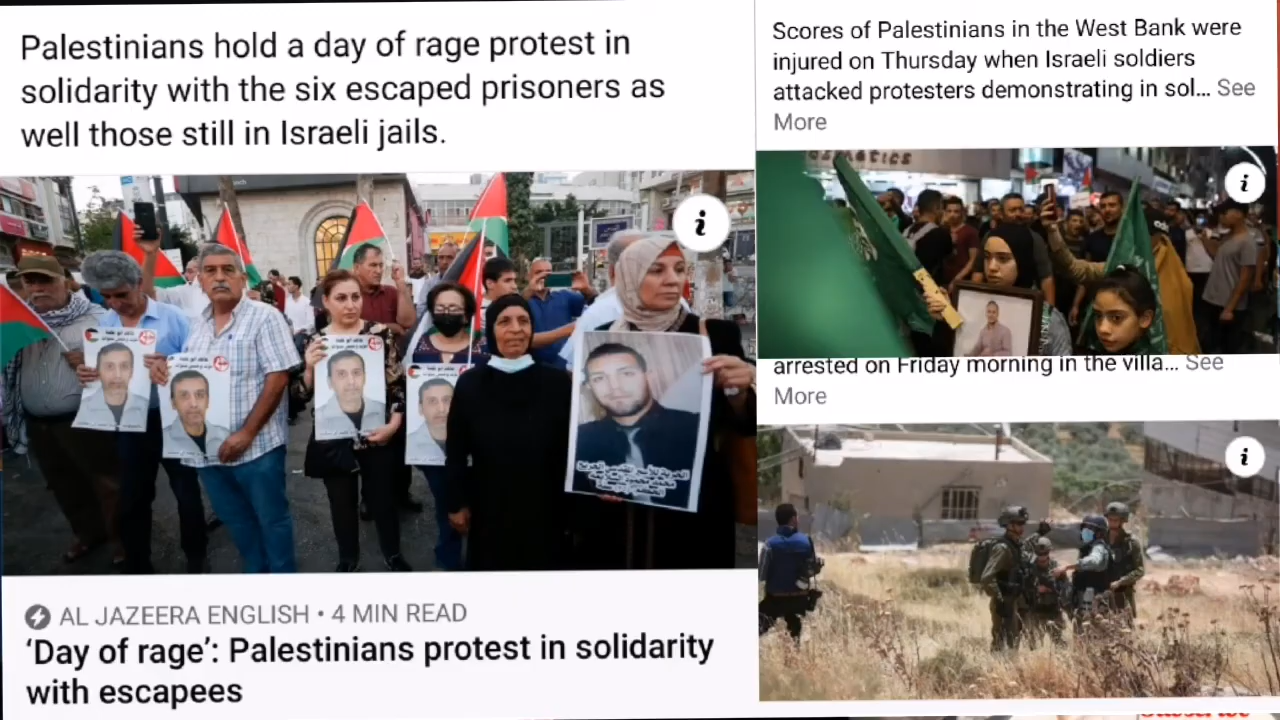 Palestinians hold a day of rage protest in
solidarity with the six escaped prisoners as
well those still in Israeli jails.
AL JAZEERA ENGLISH • 4 MIN READ
‘Day of rage’: Palestinians protest in solidarity
with escapees
Scores of Palestinians in the West Bank were
injured on Thursday when Israeli soldiers
attacked protesters demonstrating in sol... See
More
arrested on Friday morning in the villa... See
More